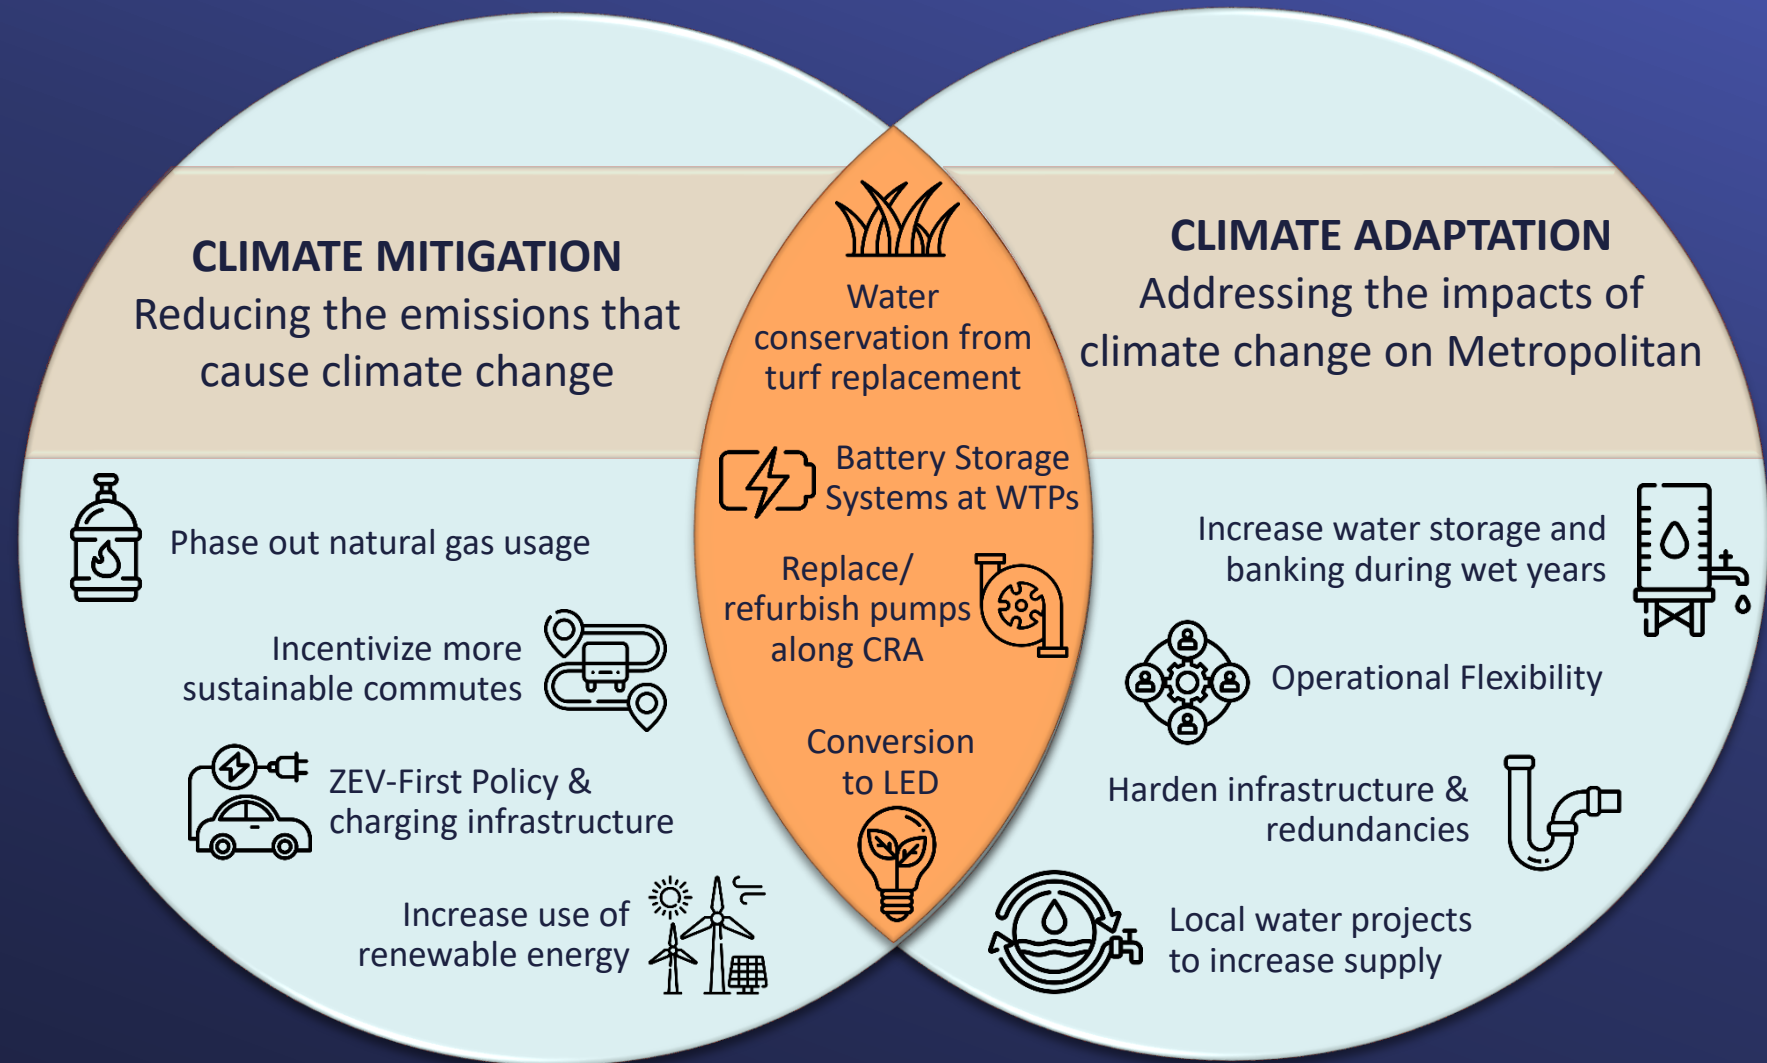 CLIMATE MITIGATION
Reducing the emissions that
cause climate change
Phase out natural gas usage
Incentivize more
sustainable commutes
ZEV-First Policy &
charging infrastructure
Increase use of
renewable energy
Water
conservation from
turf replacement
Battery Storage
Systems at WTPs
Replace/
refurbish pumps
along CRA
Conversion
to LED
CLIMATE ADAPTATION
Addressing the impacts of
climate change on Metropolitan
Increase water storage and
banking during wet years
Operational Flexibility
Harden infrastructure &
redundancies
Local water projects
to increase supply